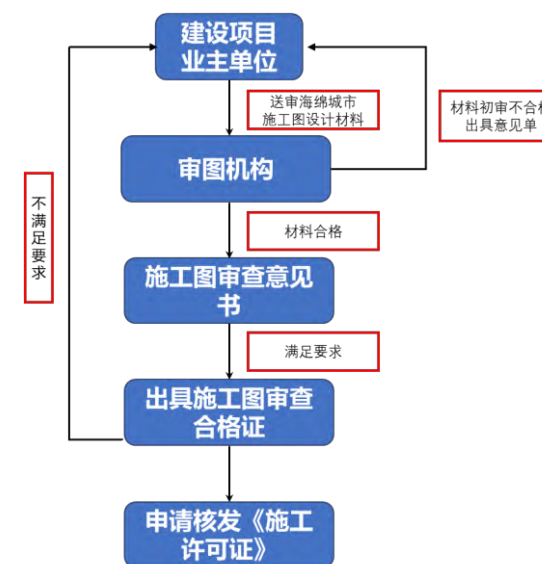 建设项目
业主单位
送审海绵城市
施工图设计材料
材料初审不合格
出具意见单
审图机构
不满足要求
材料合格
施工图审查意见
书
满足要求
出具施工图审查
合格证
申请核发《施工
许可证》